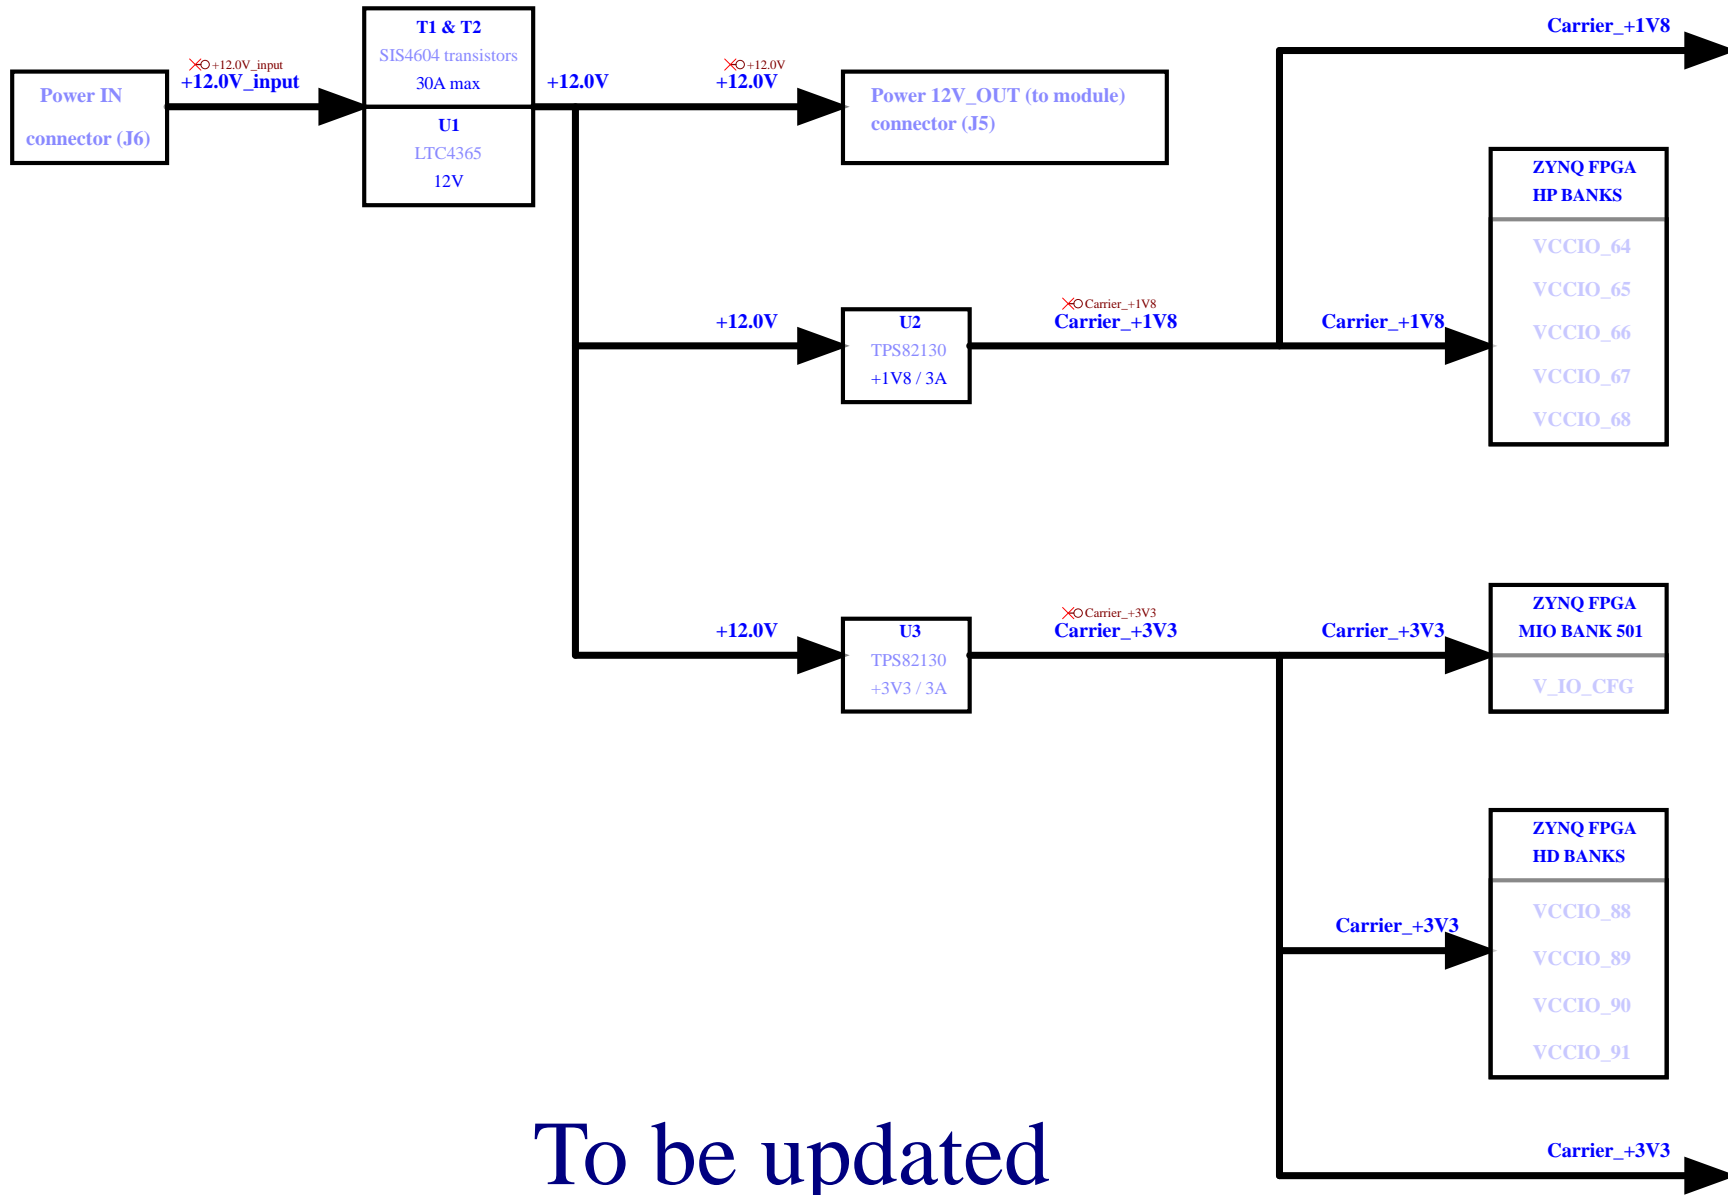 Power IN
connector (J6)
+12.0V_input
+12.0V_input
T1 & T2
SIS4604 transistors
30A max
U1
LTC4365
12V
+12.0V
+12.0V
+12.0V
Power 12V_OUT (to module)
connector (J5)
Carrier_+1V8
ZYNQ FPGA
HP BANKS
VCCIO_64
VCCIO_65
VCCIO_66
VCCIO_67
VCCIO_68
+12.0V
U2
TPS82130
+1V8 / 3A
Carrier_+1V8
Carrier_+1V8
Carrier_+1V8
+12.0V
U3
TPS82130
+3V3 / 3A
Carrier_+3V3
Carrier_+3V3
Carrier_+3V3
ZYNQ FPGA
MIO BANK 501
V_IO_CFG
ZYNQ FPGA
HD BANKS
VCCIO_88
VCCIO_89
VCCIO_90
VCCIO_91
Carrier_+3V3
Carrier_+3V3
To be updated